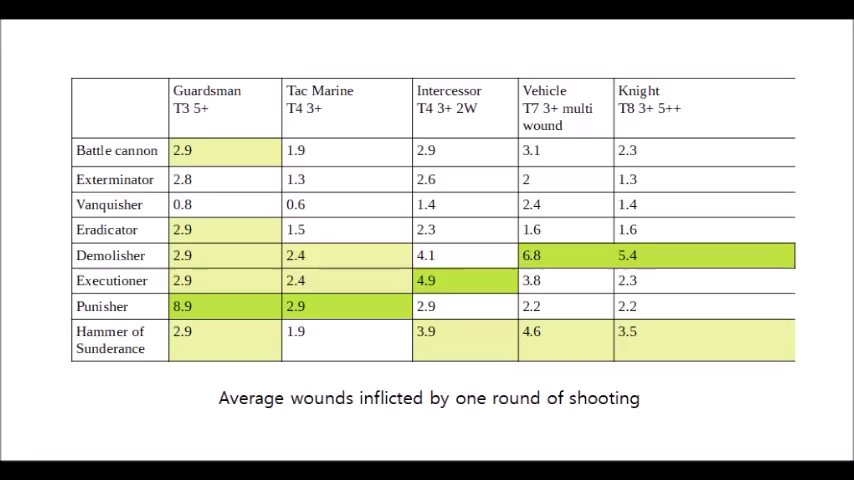 Guardsman Tac Marine Intercessor Vehicle Knight
T3 5+ T4 3+ T4 3+ 2W T7 3+ multi T8 3+ 5++
wound
Battle cannon 2.9 1.9 2.9 3.1 2.3
Exterminator 2.8 1.3 2.6 2 1.3
Vanquisher 0.8 0.6 1.4 2.4 1.4
Eradicator 2.9 1.5 2.3 1.6 1.6
Demolisher 2.9 2.4 4.1 6.8 5.4
Executioner 2.9 2.4 4.9 3.8 2.3
Punisher 8.9 2.9 2.9 2.2 2.2
Hammer of 2.9 1.9 3.9 4.6 3.5
Sunderance
Average wounds inflicted by one round of shooting